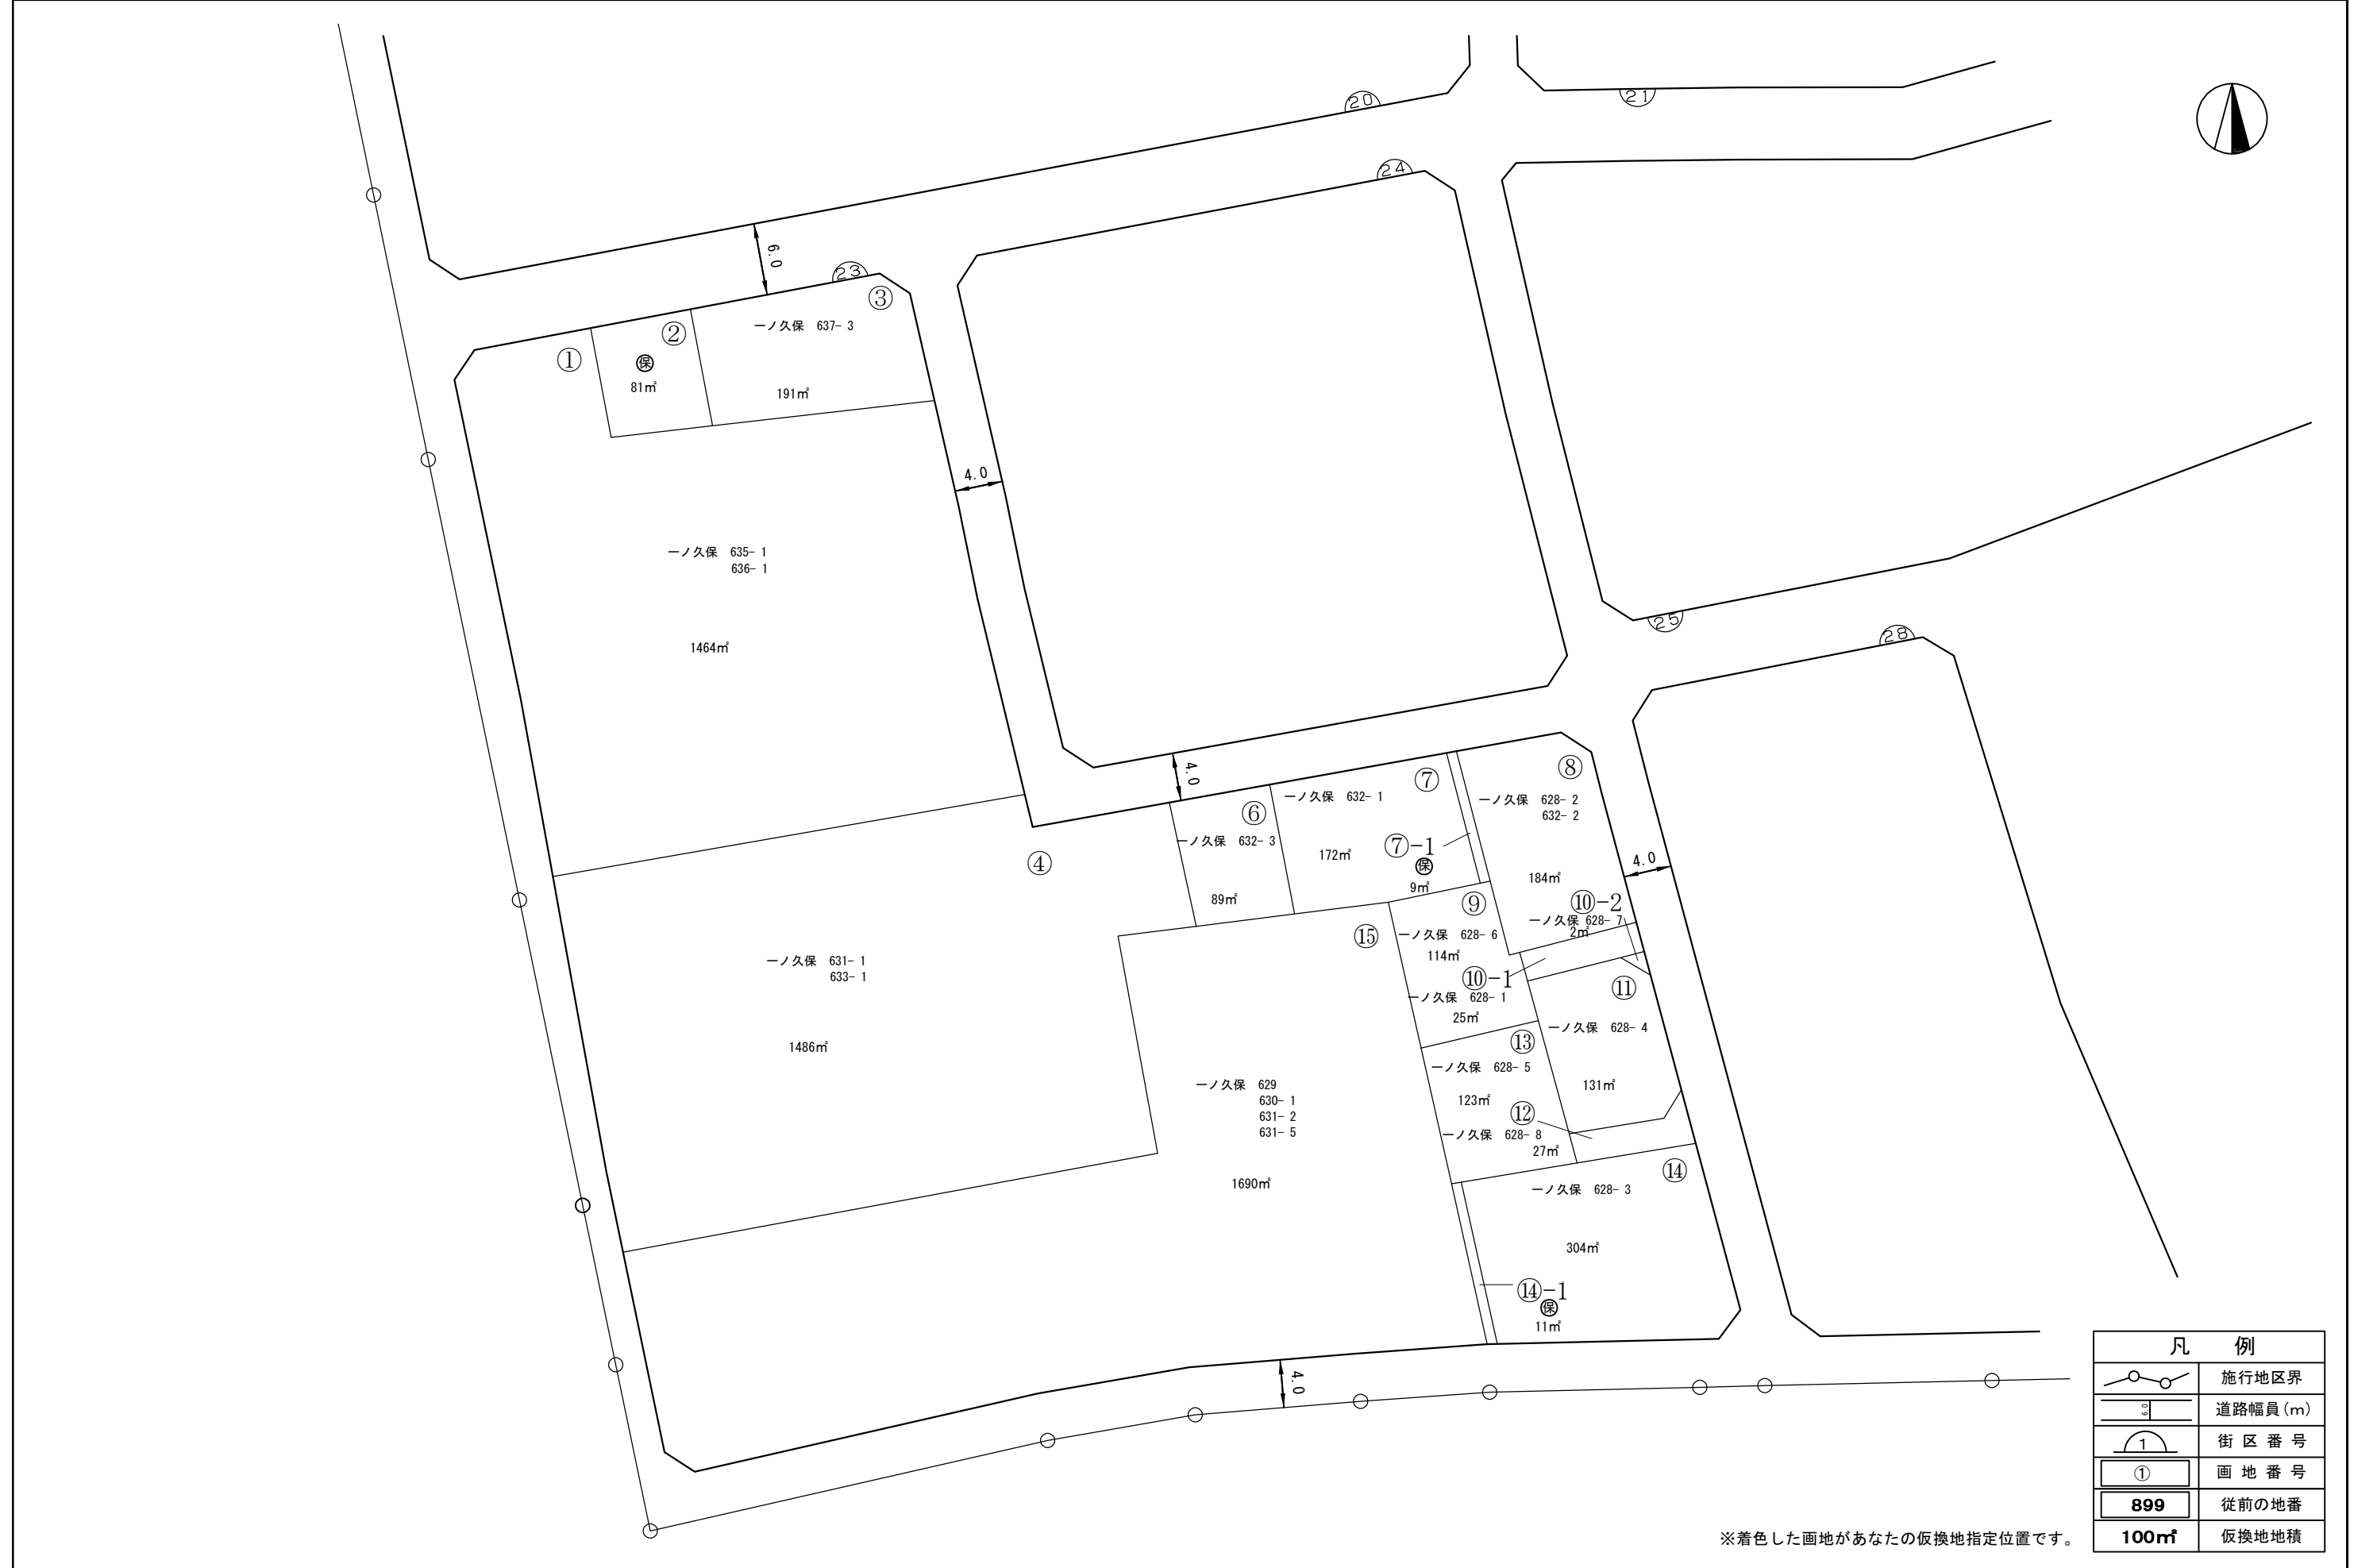 20
21
24
6.0
23
③
一ノ久保 637-3
②
①
保
81㎡
191㎡
4.0
一ノ久保 635-1
636-1
1464㎡
25
28
4.0
⑦
⑧
一ノ久保 632-1
一ノ久保 628-2
632-2
⑥
一ノ久保 632-3
⑦-1
保
9㎡
172㎡
4.0
④
184㎡
89㎡
⑩-2
一ノ久保 628-7
2㎡
⑨
⑮
一ノ久保 628-6
114㎡
一ノ久保 631-1
633-1
⑩-1
⑪
一ノ久保 628-1
25㎡
一ノ久保 628-4
1486㎡
⑬
一ノ久保 628-5
一ノ久保 629
630-1
631-2
631-5
131㎡
123㎡
⑫
一ノ久保 628-8
27㎡
⑭
1690㎡
一ノ久保 628-3
304㎡
⑭-1
保
11㎡
4.0
凡 例
施行地区界
6.0
道路幅員(m)
1
街区番号
①
画地番号
899
従前の地番
100㎡
仮換地地積
※着色した画地があなたの仮換地指定位置です。